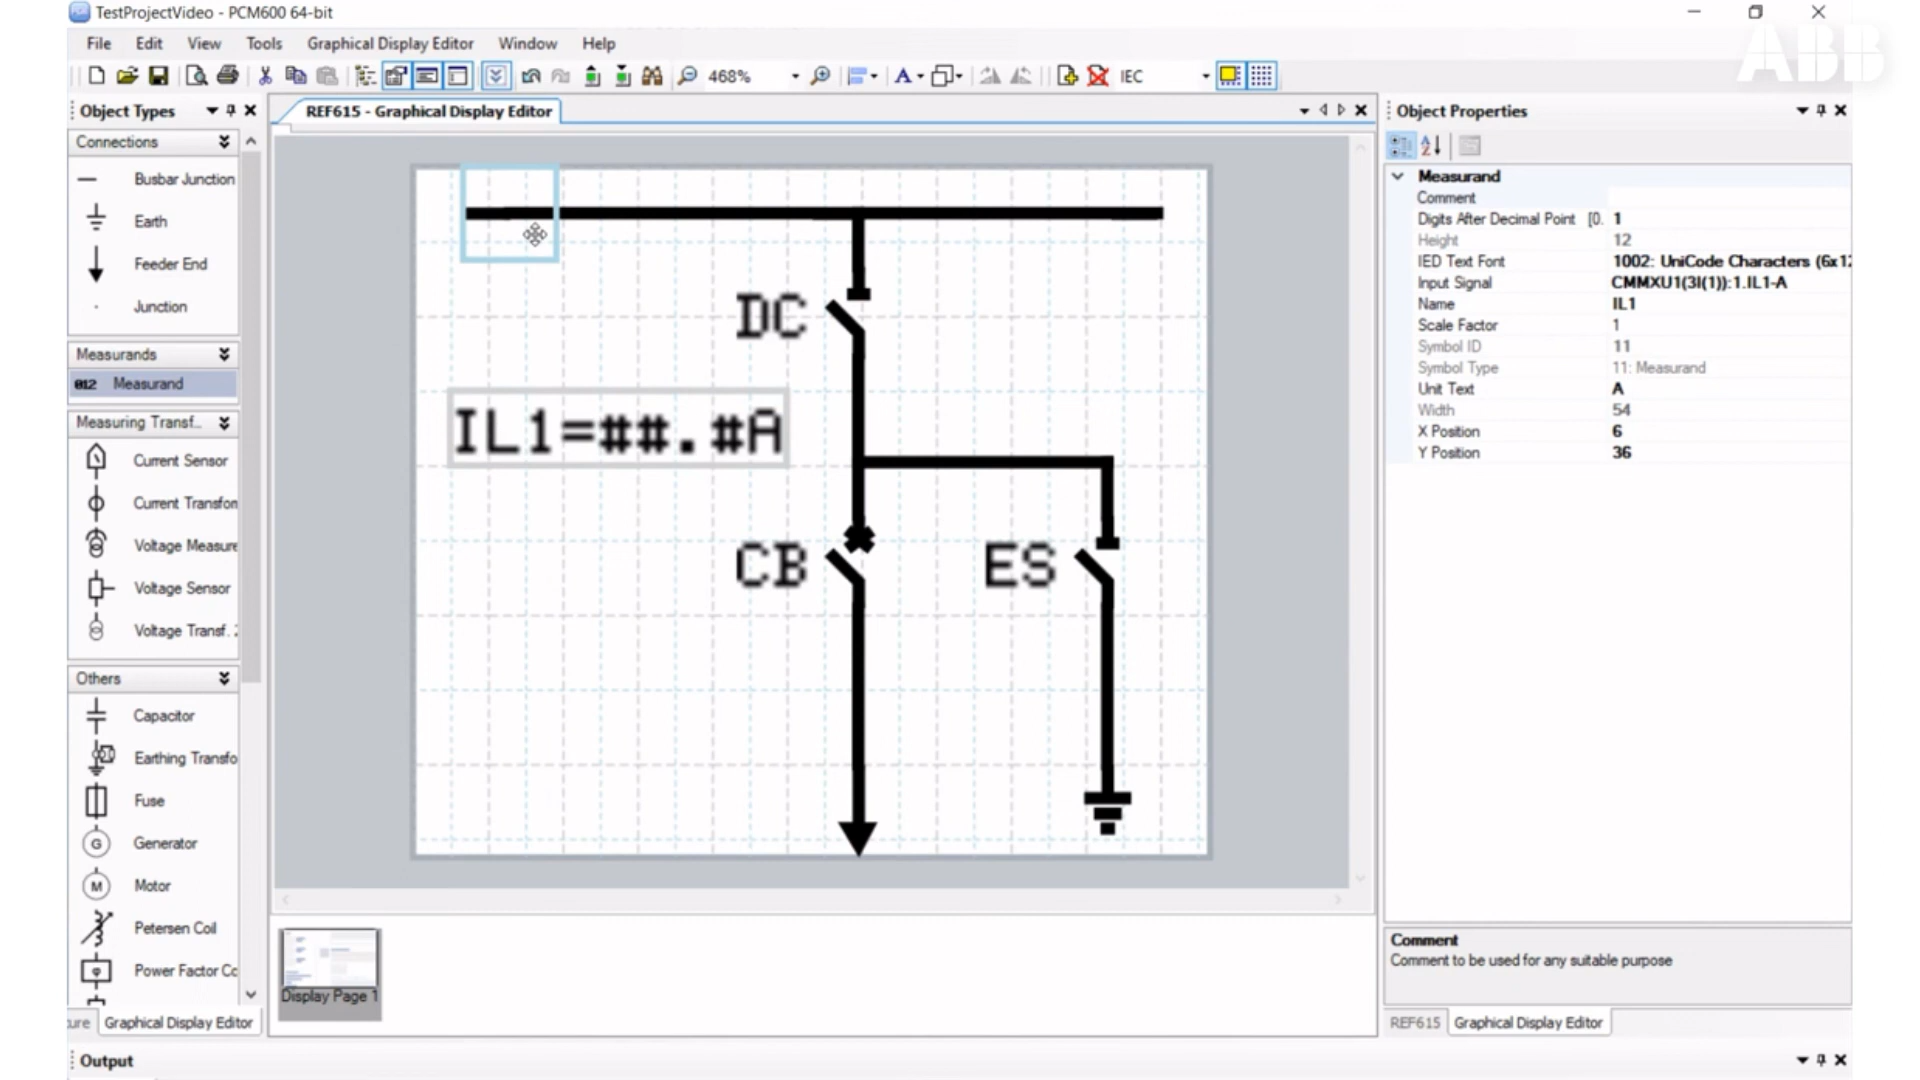 TestProjectVideo - PCM600 64-bit
ABB
File Edit View Tools Graphical Display Editor Window Help
468%
A
IEC
Object Types
REF615 - Graphical Display Editor
Object Properties
Connections
Busbar Junction
Earth
Feeder End
Junction
Measurands
012 Measurand
Measuring Transf...
Current Sensor
Current Transfon
Voltage Measure
Voltage Sensor
Voltage Transf. 2
Others
Capacitor
Earthing Transfo
Fuse
G Generator
M Motor
Petersen Coil
Power Factor Co
ure Graphical Display Editor
DC
IL1=##.#A
CB
ES
Display Page 1
Measurand
Comment
Digits After Decimal Point [0. 1
Height 12
IED Text Font 1002: UniCode Characters (6x12
Input Signal CMMXU1(3I(1)):1.IL1-A
Name IL1
Scale Factor 1
Symbol ID 11
Symbol Type 11: Measurand
Unit Text A
Width 54
X Position 6
Y Position 36
Comment
Comment to be used for any suitable purpose
REF615 Graphical Display Editor
Output